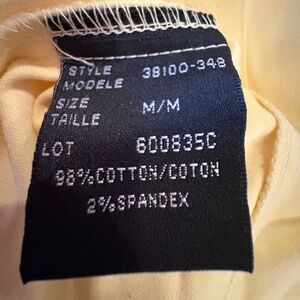 STYLE 38100-348
MODELE
SIZE M/M
TAILLE
LOT 600835C
98%COTTON/COTON
2%SPANDEX